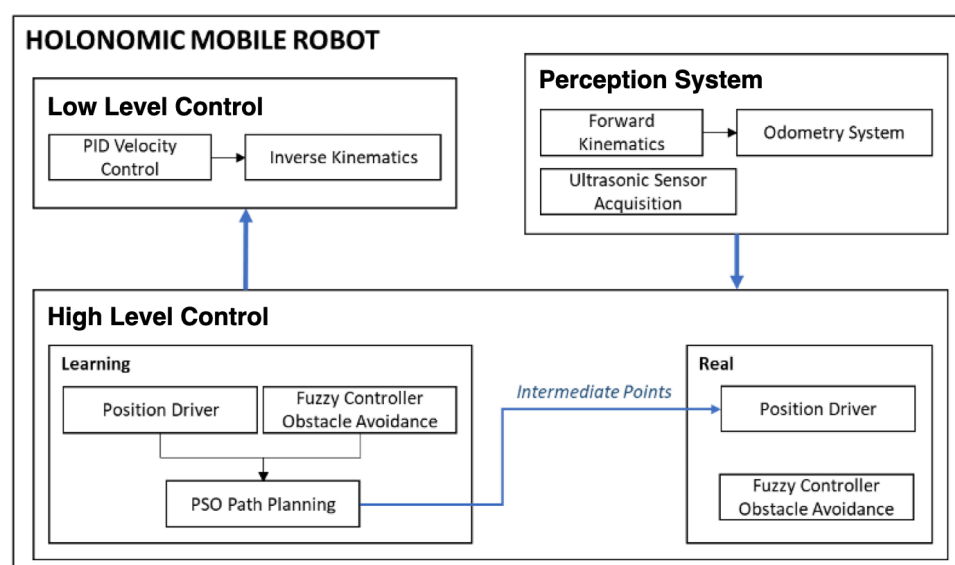 HOLONOMIC MOBILE ROBOT
Low Level Control
PID Velocity
Control
Inverse Kinematics
Perception System
Forward
Kinematics
Odometry System
Ultrasonic Sensor
Acquisition
High Level Control
Learning
Position Driver
Fuzzy Controller
Obstacle Avoidance
PSO Path Planning
Intermediate Points
Real
Position Driver
Fuzzy Controller
Obstacle Avoidance